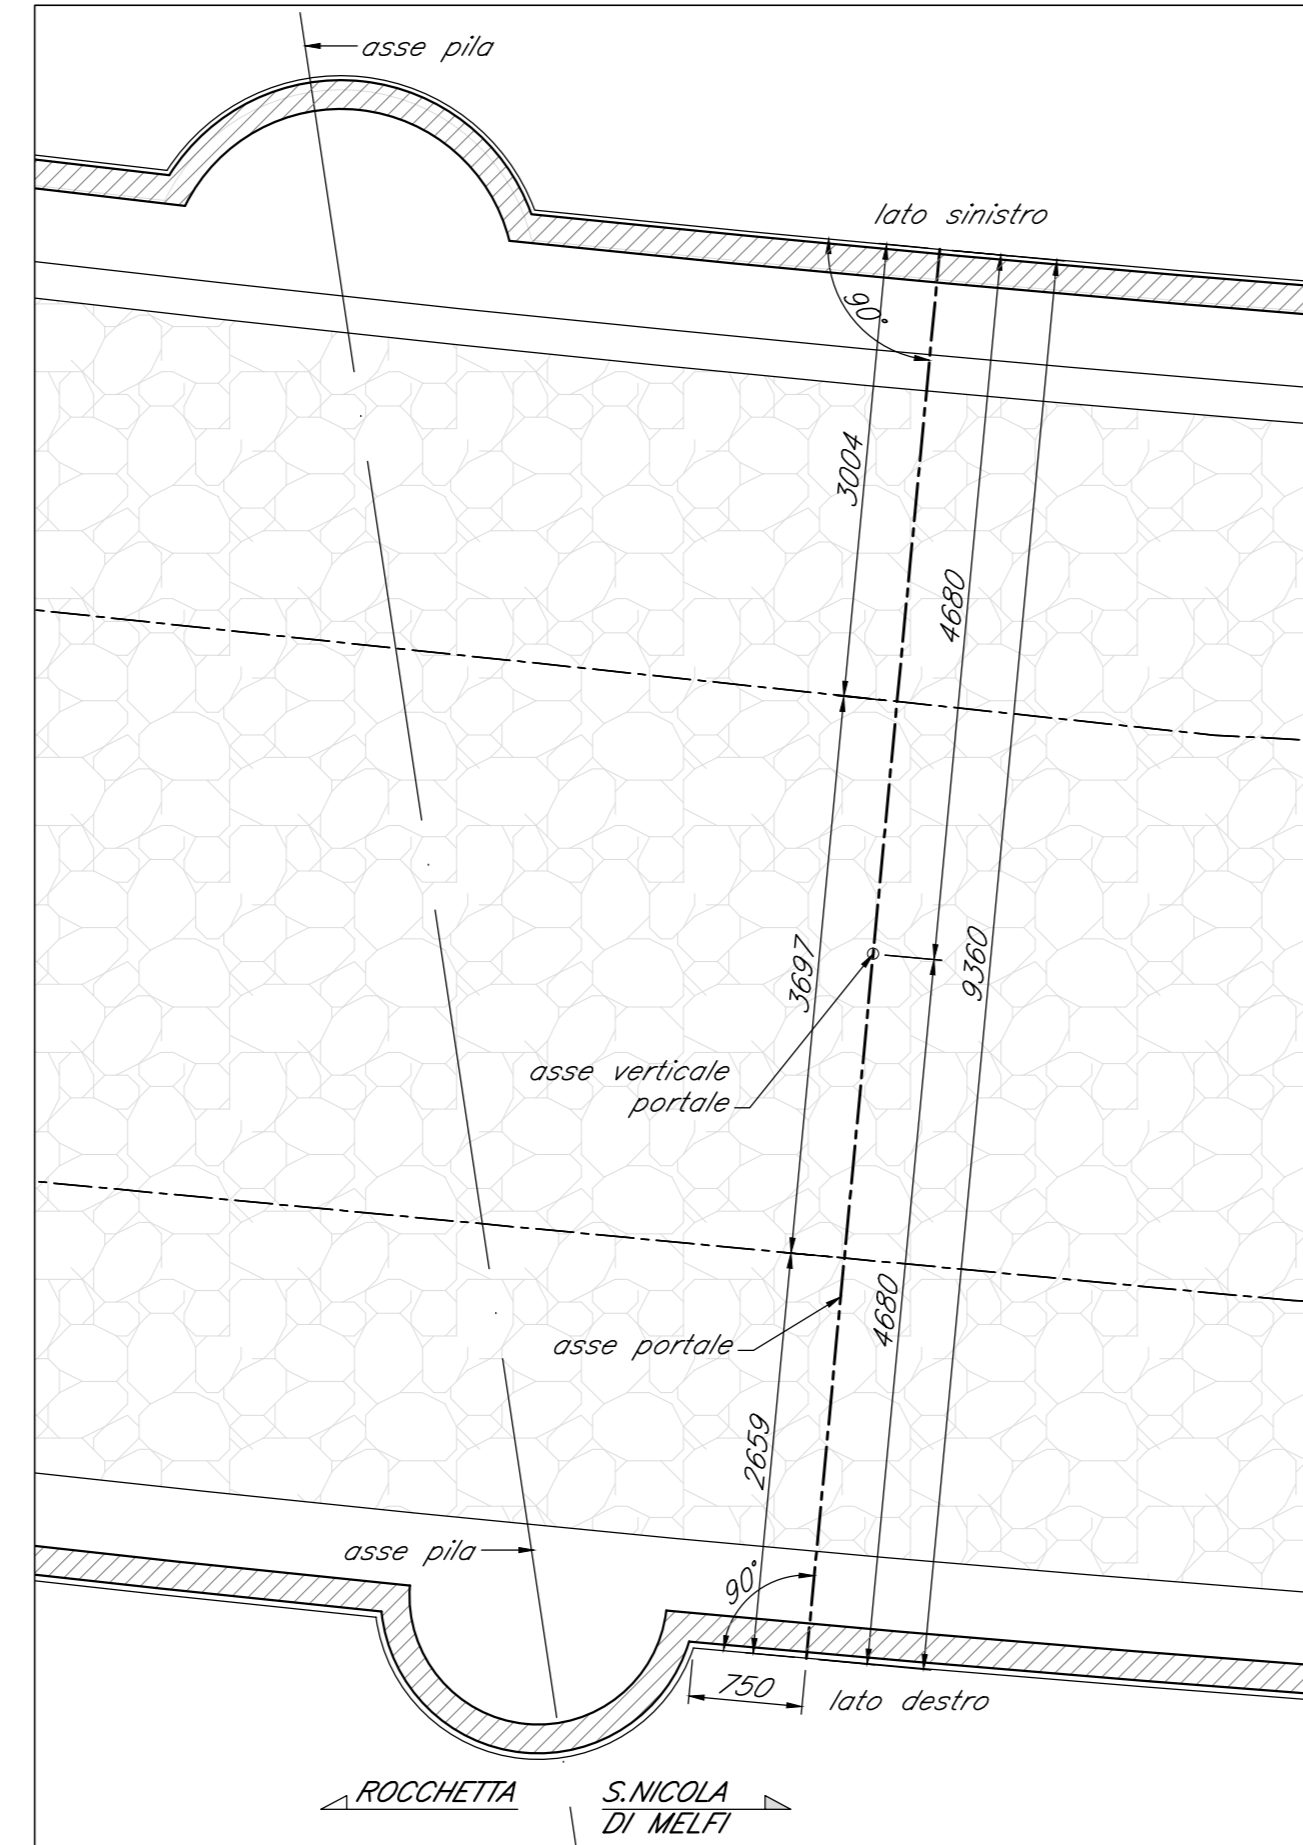 asse pila
lato sinistro
90°
3004
4680
3697
9360
asse verticale
portale
4680
asse portale
2659
asse pila
90°
750
lato destro
ROCCHETTA
S.NICOLA
DI MELFI